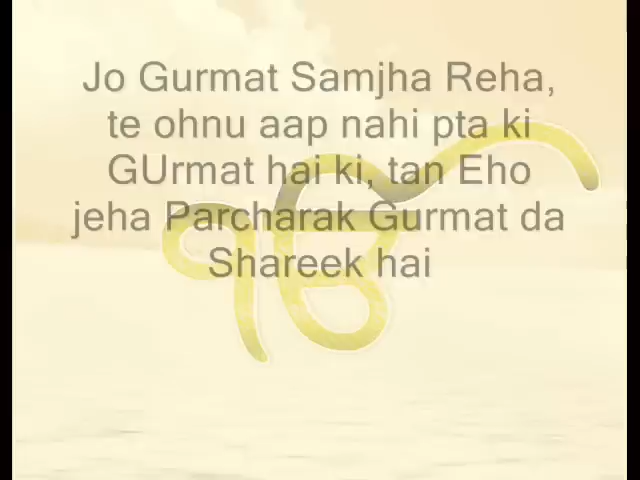 Jo Gurmat Samjha Reha,
te ohnu aap nahi pta ki
GUrmat hai ki, tan Eho
jeha Parcharak Gurmat da
Shareek hai
ੴ